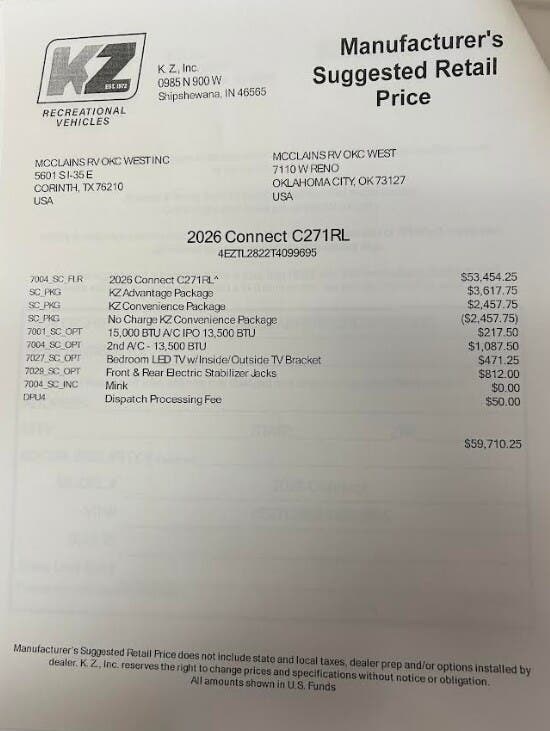 KZ
EST. 1972
RECREATIONAL
VEHICLES
K.Z., Inc.
0985 N 900 W
Shipshewana, IN 46565
Manufacturer's
Suggested Retail
Price
MCCLAINS RV OKC WEST INC
5601 S I-35 E
CORINTH, TX 76210
USA
MCCLAINS RV OKC WEST
7110 W RENO
OKLAHOMA CITY, OK 73127
USA
2026 Connect C271RL
4EZTL2822T4099695
7004_SC_FLR 2026 Connect C271RL^ $53,454.25
SC_PKG KZ Advantage Package $3,617.75
SC_PKG KZ Convenience Package $2,457.75
SC_PKG No Charge KZ Convenience Package ($2,457.75)
7001_SC_OPT 15,000 BTU A/C IPO 13,500 BTU $217.50
7004_SC_OPT 2nd A/C - 13,500 BTU $1,087.50
7027_SC_OPT Bedroom LED TV w/Inside/Outside TV Bracket $471.25
7029_SC_OPT Front & Rear Electric Stabilizer Jacks $812.00
7004_SC_INC Mink $0.00
DPU4 Dispatch Processing Fee $50.00
$59,710.25
Manufacturer's Suggested Retail Price does not include state and local taxes, dealer prep and/or options installed by
dealer. K.Z., Inc. reserves the right to change prices and specifications without notice or obligation.
All amounts shown in U.S. Funds